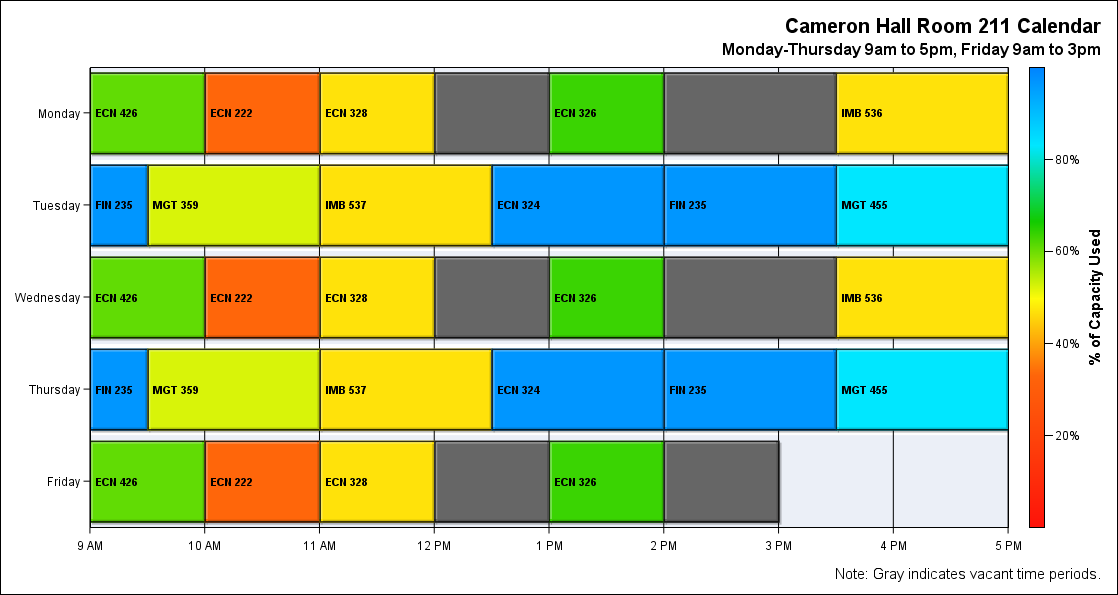 Cameron Hall Room 211 Calendar
Monday-Thursday 9am to 5pm, Friday 9am to 3pm
Monday
ECN 426
ECN 222
ECN 328
ECN 326
IMB 536
Tuesday
FIN 235
MGT 359
IMB 537
ECN 324
FIN 235
MGT 455
Wednesday
ECN 426
ECN 222
ECN 328
ECN 326
IMB 536
Thursday
FIN 235
MGT 359
IMB 537
ECN 324
FIN 235
MGT 455
Friday
ECN 426
ECN 222
ECN 328
ECN 326
9 AM
10 AM
11 AM
12 PM
1 PM
2 PM
3 PM
4 PM
5 PM
80%
60%
40%
20%
% of Capacity Used
Note: Gray indicates vacant time periods.